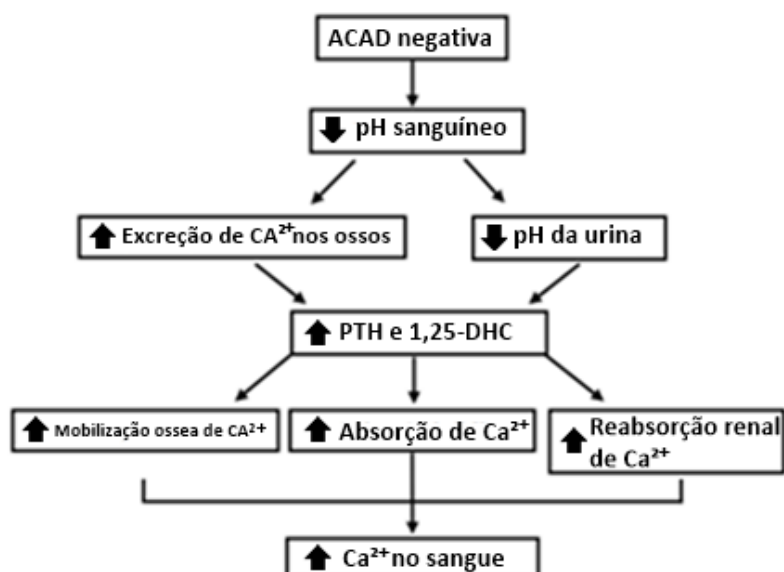 ACAD negativa
pH sanguíneo
Excreção de CA²⁺nos ossos
pH da urina
PTH e 1,25-DHC
Mobilização ossea de CA²⁺
Absorção de Ca²⁺
Reabsorção renal
de Ca²⁺
Ca²⁺no sangue